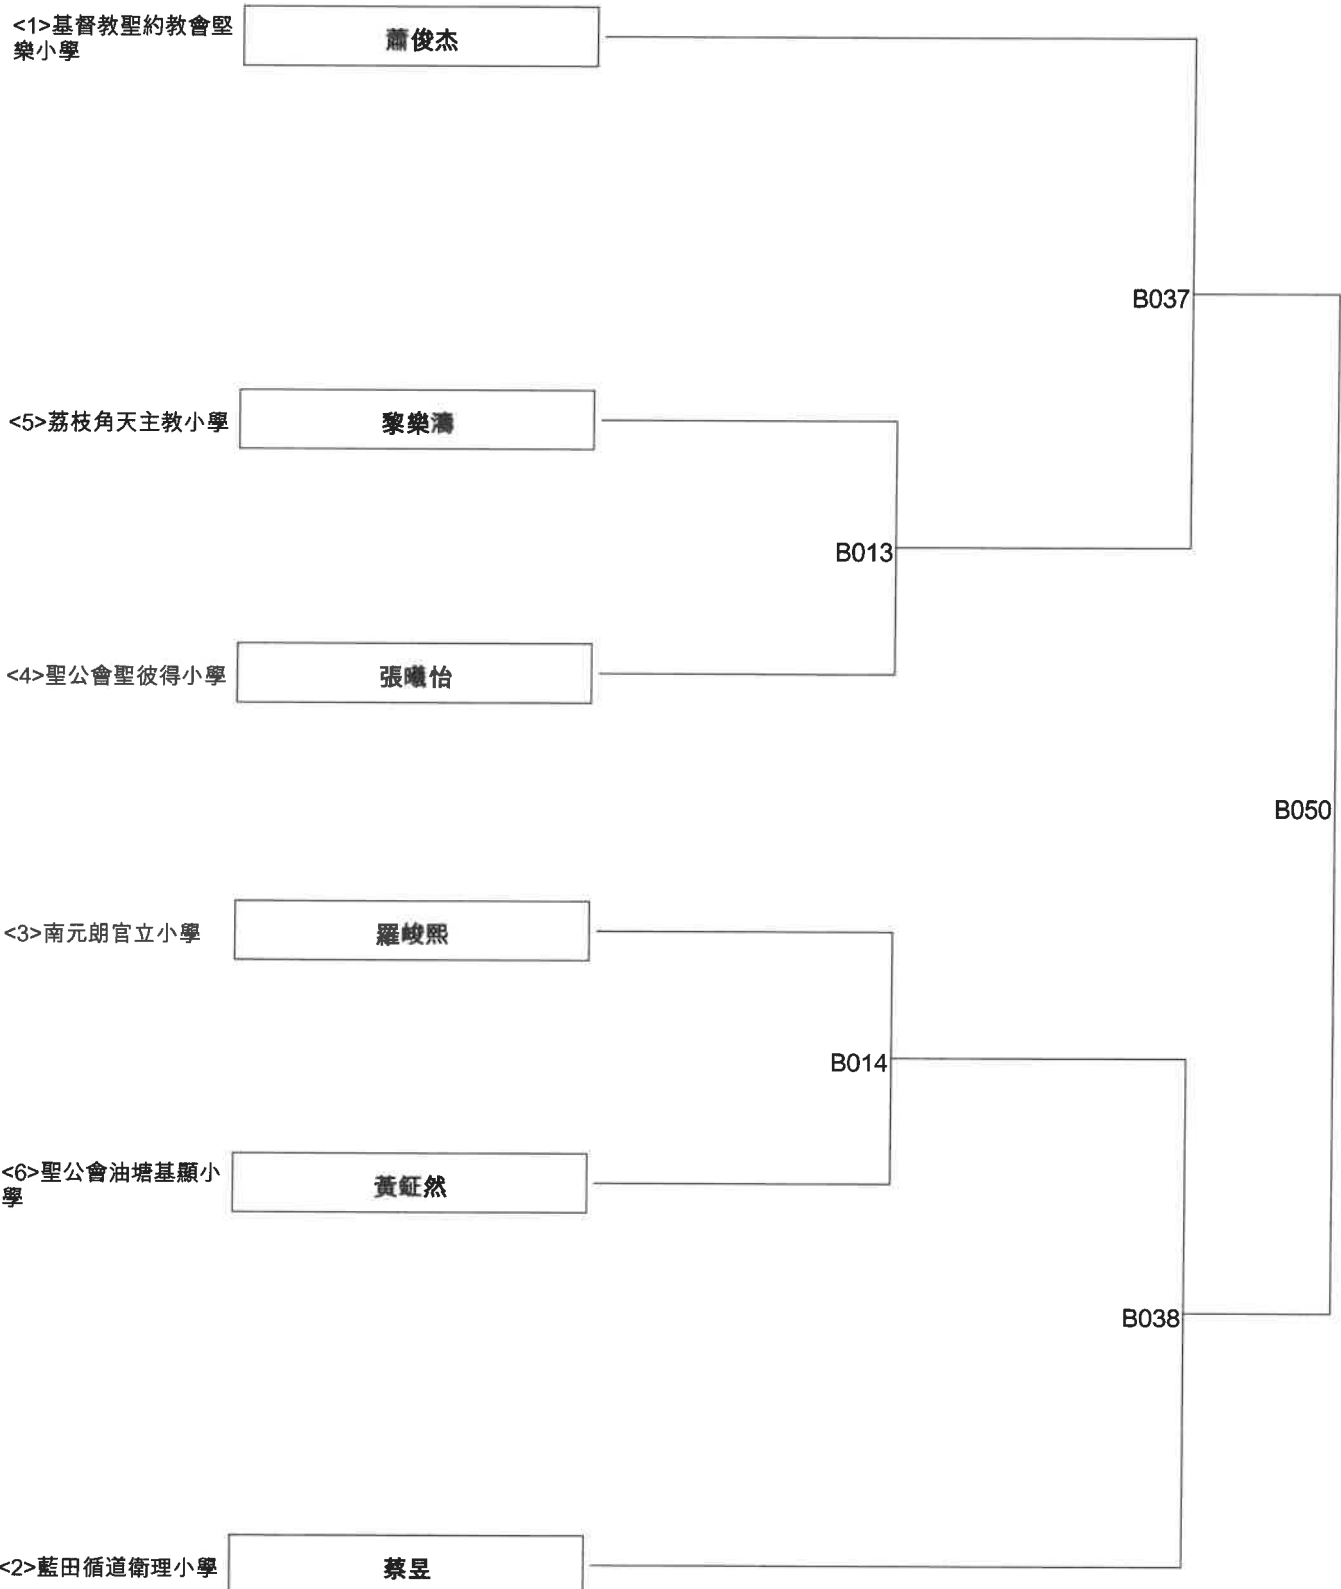 <1>基督教聖約教會堅
樂小學
蕭俊杰
B037
<5>荔枝角天主教小學
黎樂濤
B013
<4>聖公會聖彼得小學
張曦怡
B050
<3>南元朗官立小學
羅峻熙
B014
<6>聖公會油塘基顯小
學
黃鉦然
B038
<2>藍田循道衛理小學
蔡昱